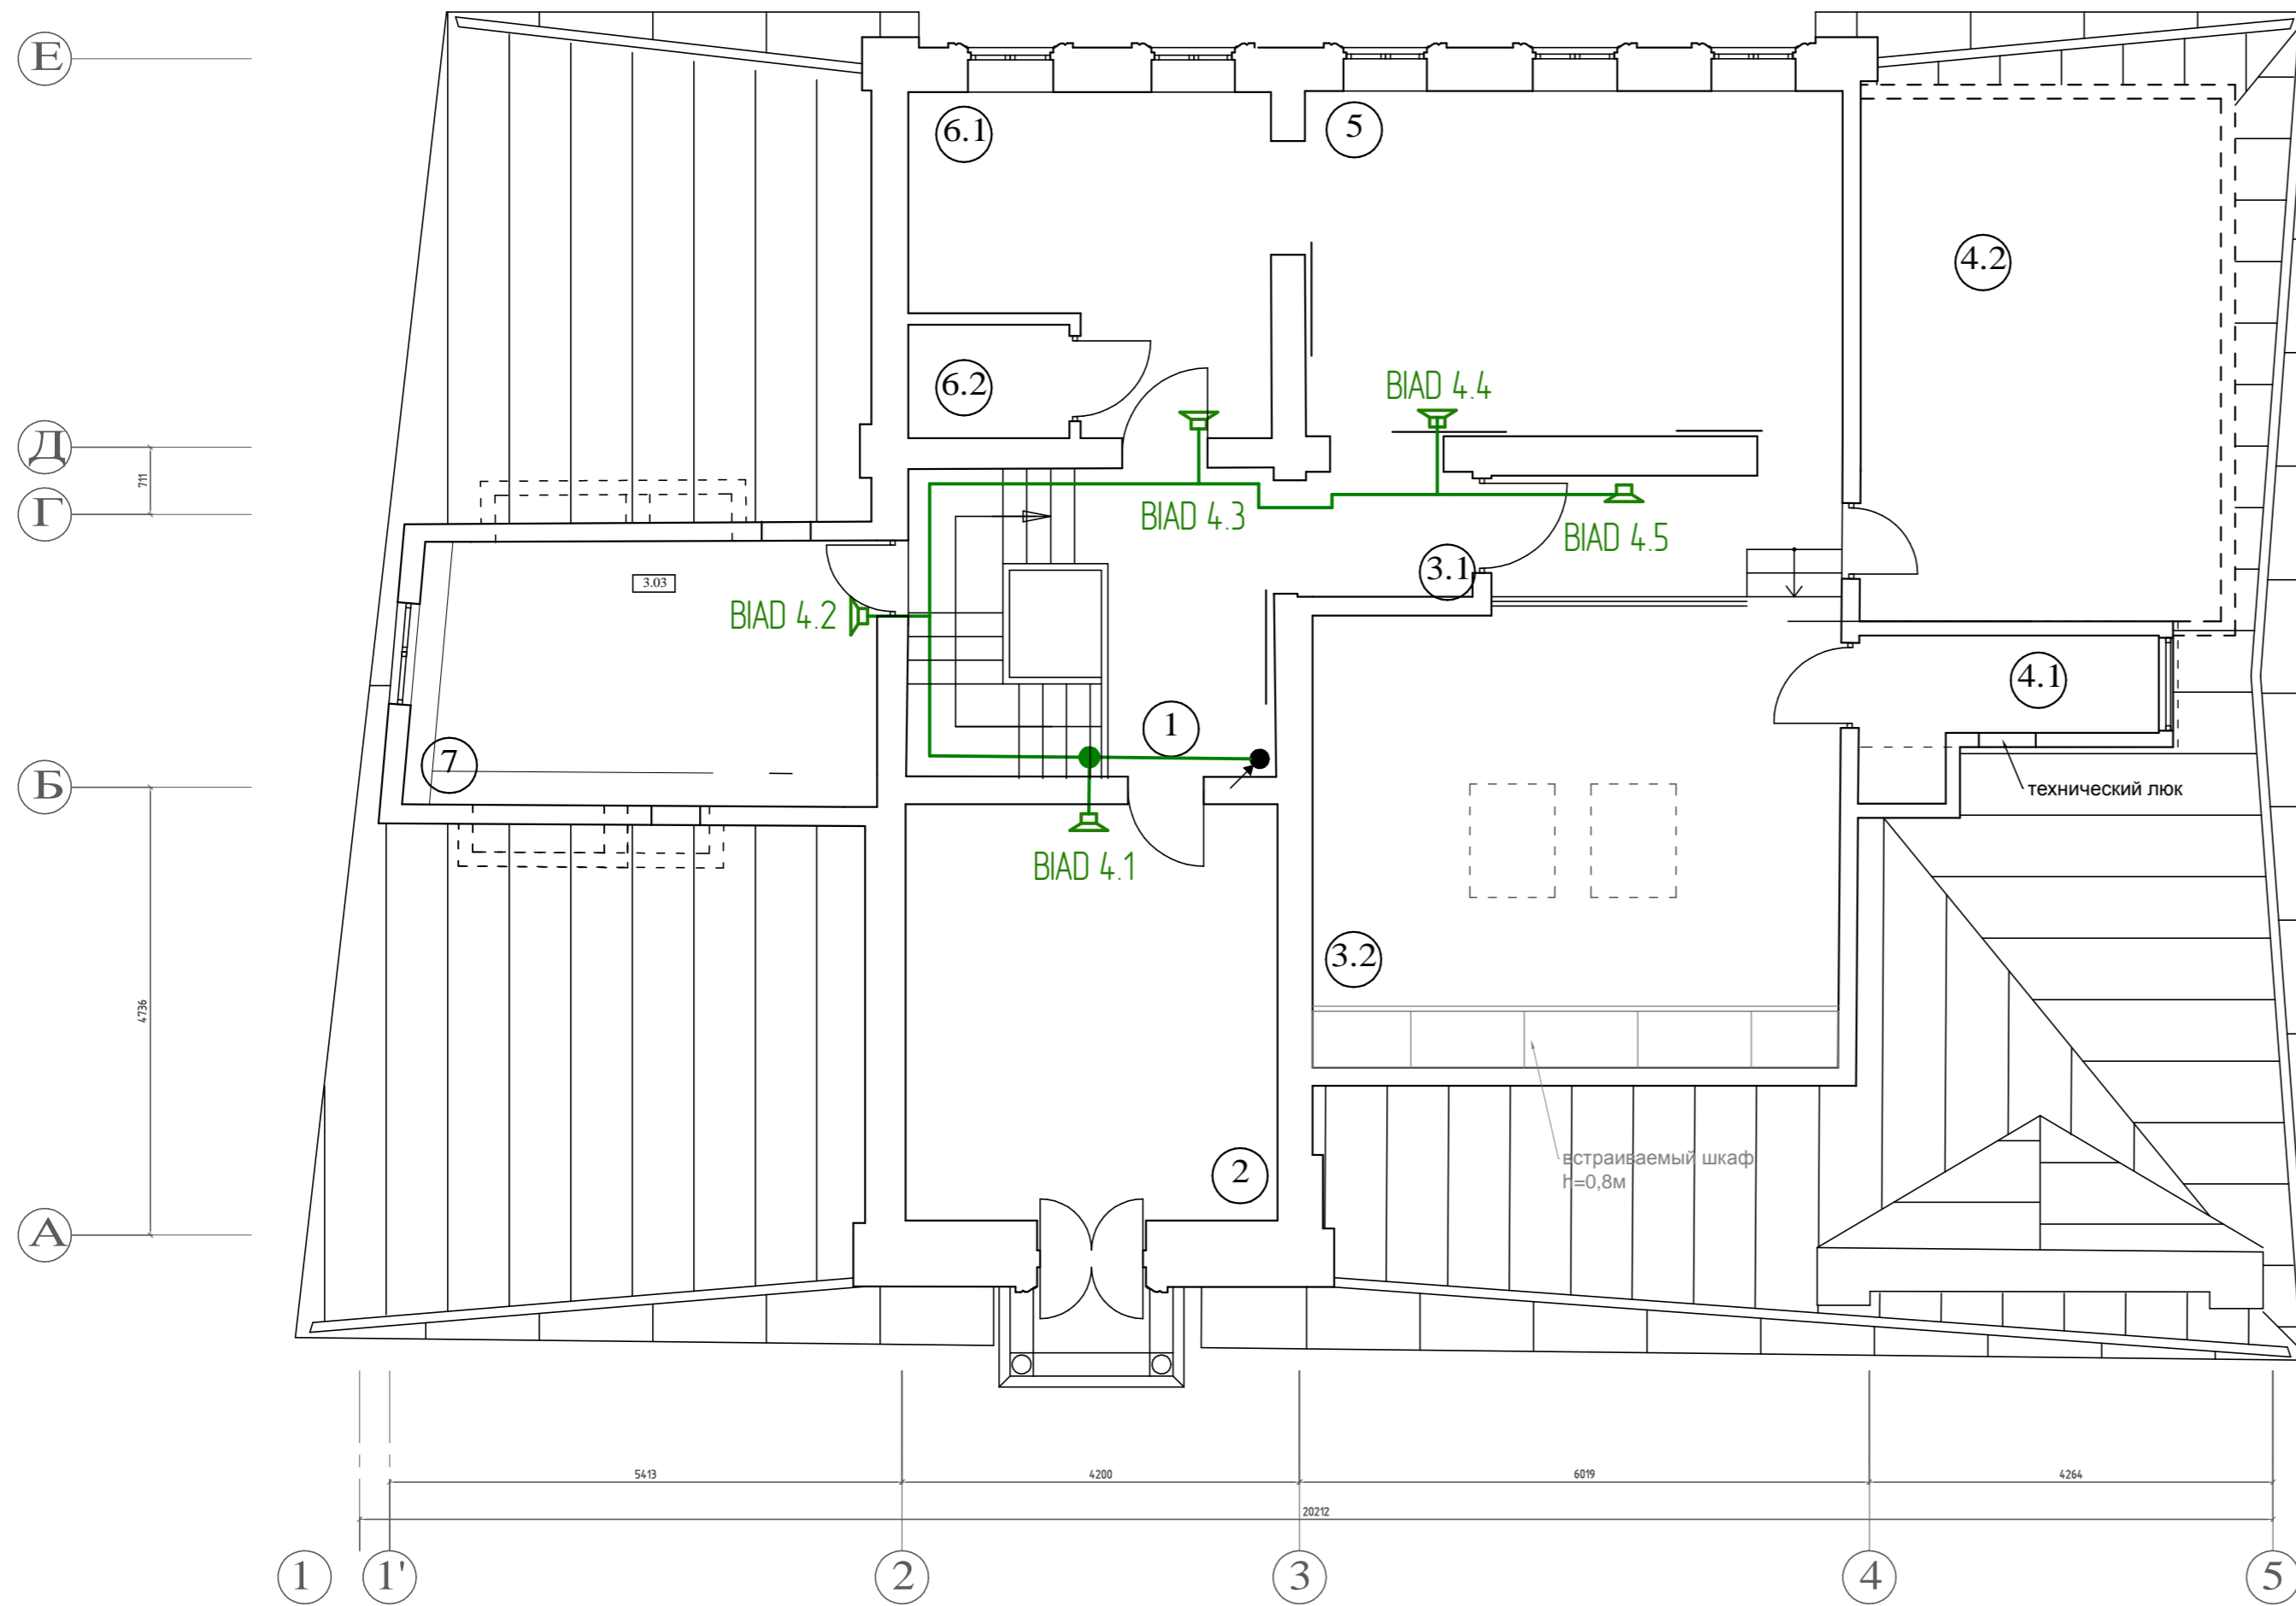 Е
6.1
5
4.2
6.2
BIAD 4.4
Д
711
Г
BIAD 4.3
BIAD 4.5
3.1
3.03
BIAD 4.2
4.1
1
7
Б
технический люк
BIAD 4.1
3.2
4736
встраиваемый шкаф
h=0,8м
2
А
5413
4200
6019
4264
20212
1
1'
2
3
4
5